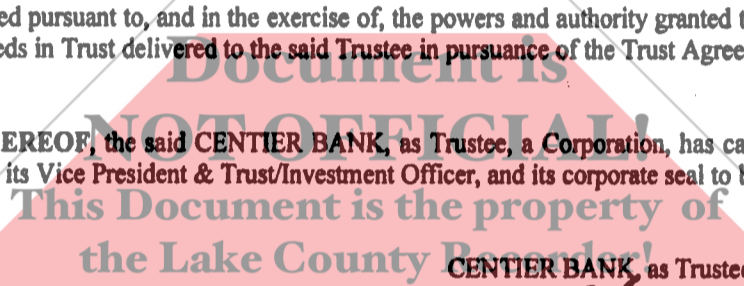 ed pursuant to, and in the exercise of, the powers and authority granted t
eds in Trust delivered to the said Trustee in pursuance of the Trust Agree
Document is
NOT OFFICIAL!
EREOF, the said CENTIER BANK, as Trustee, a Corporation, has ca
its Vice President & Trust/Investment Officer, and its corporate seal to b
This Document is the property of
the Lake County Recorder!
CENTIER BANK, as Trustee